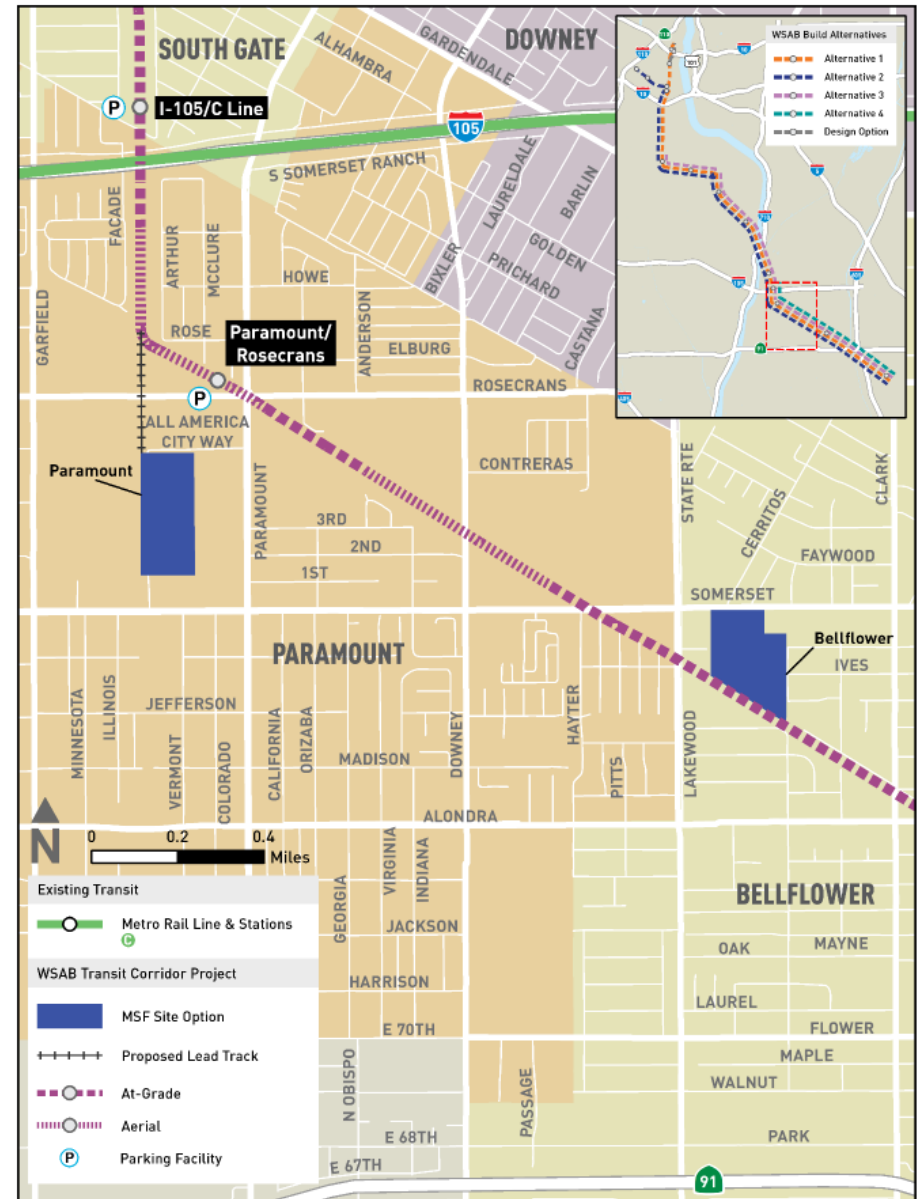 SOUTH GATE
DOWNEY
ALHAMBRA
GARDENDALE
P
I-105/C Line
105
S SOMERSET RANCH
FACADE
ARTHUR
MCCLURE
HOWE
LAURELDALE
BARLIN
GOLDEN
PRICHARD
BIXLER
CASTANA
GARFIELD
ROSE
Paramount/
Rosecrans
ANDERSON
ELBURG
P
ROSECRANS
ALL AMERICA
CITY WAY
Paramount
CONTRERAS
PARAMOUNT
3RD
2ND
1ST
STATE RTE
CERRITOS
CLARK
FAYWOOD
SOMERSET
Bellflower
IVES
PARAMOUNT
MINNESOTA
ILLINOIS
JEFFERSON
VERMONT
COLORADO
CALIFORNIA
ORIZABA
MADISON
DOWNEY
HAYTER
PITTS
LAKEWOOD
ALONDRA
N
0 0.2 0.4
Miles
GEORGIA
VIRGINIA
INDIANA
JACKSON
HARRISON
E 70TH
BELLFLOWER
OAK
MAYNE
LAUREL
FLOWER
MAPLE
WALNUT
PARK
PASSAGE
N OBISPO
E 68TH
E 67TH
91
Existing Transit
Metro Rail Line & Stations
C
WSAB Transit Corridor Project
MSF Site Option
Proposed Lead Track
At-Grade
Aerial
P Parking Facility
WSAB Build Alternatives
Alternative 1
Alternative 2
Alternative 3
Alternative 4
Design Option
101
91